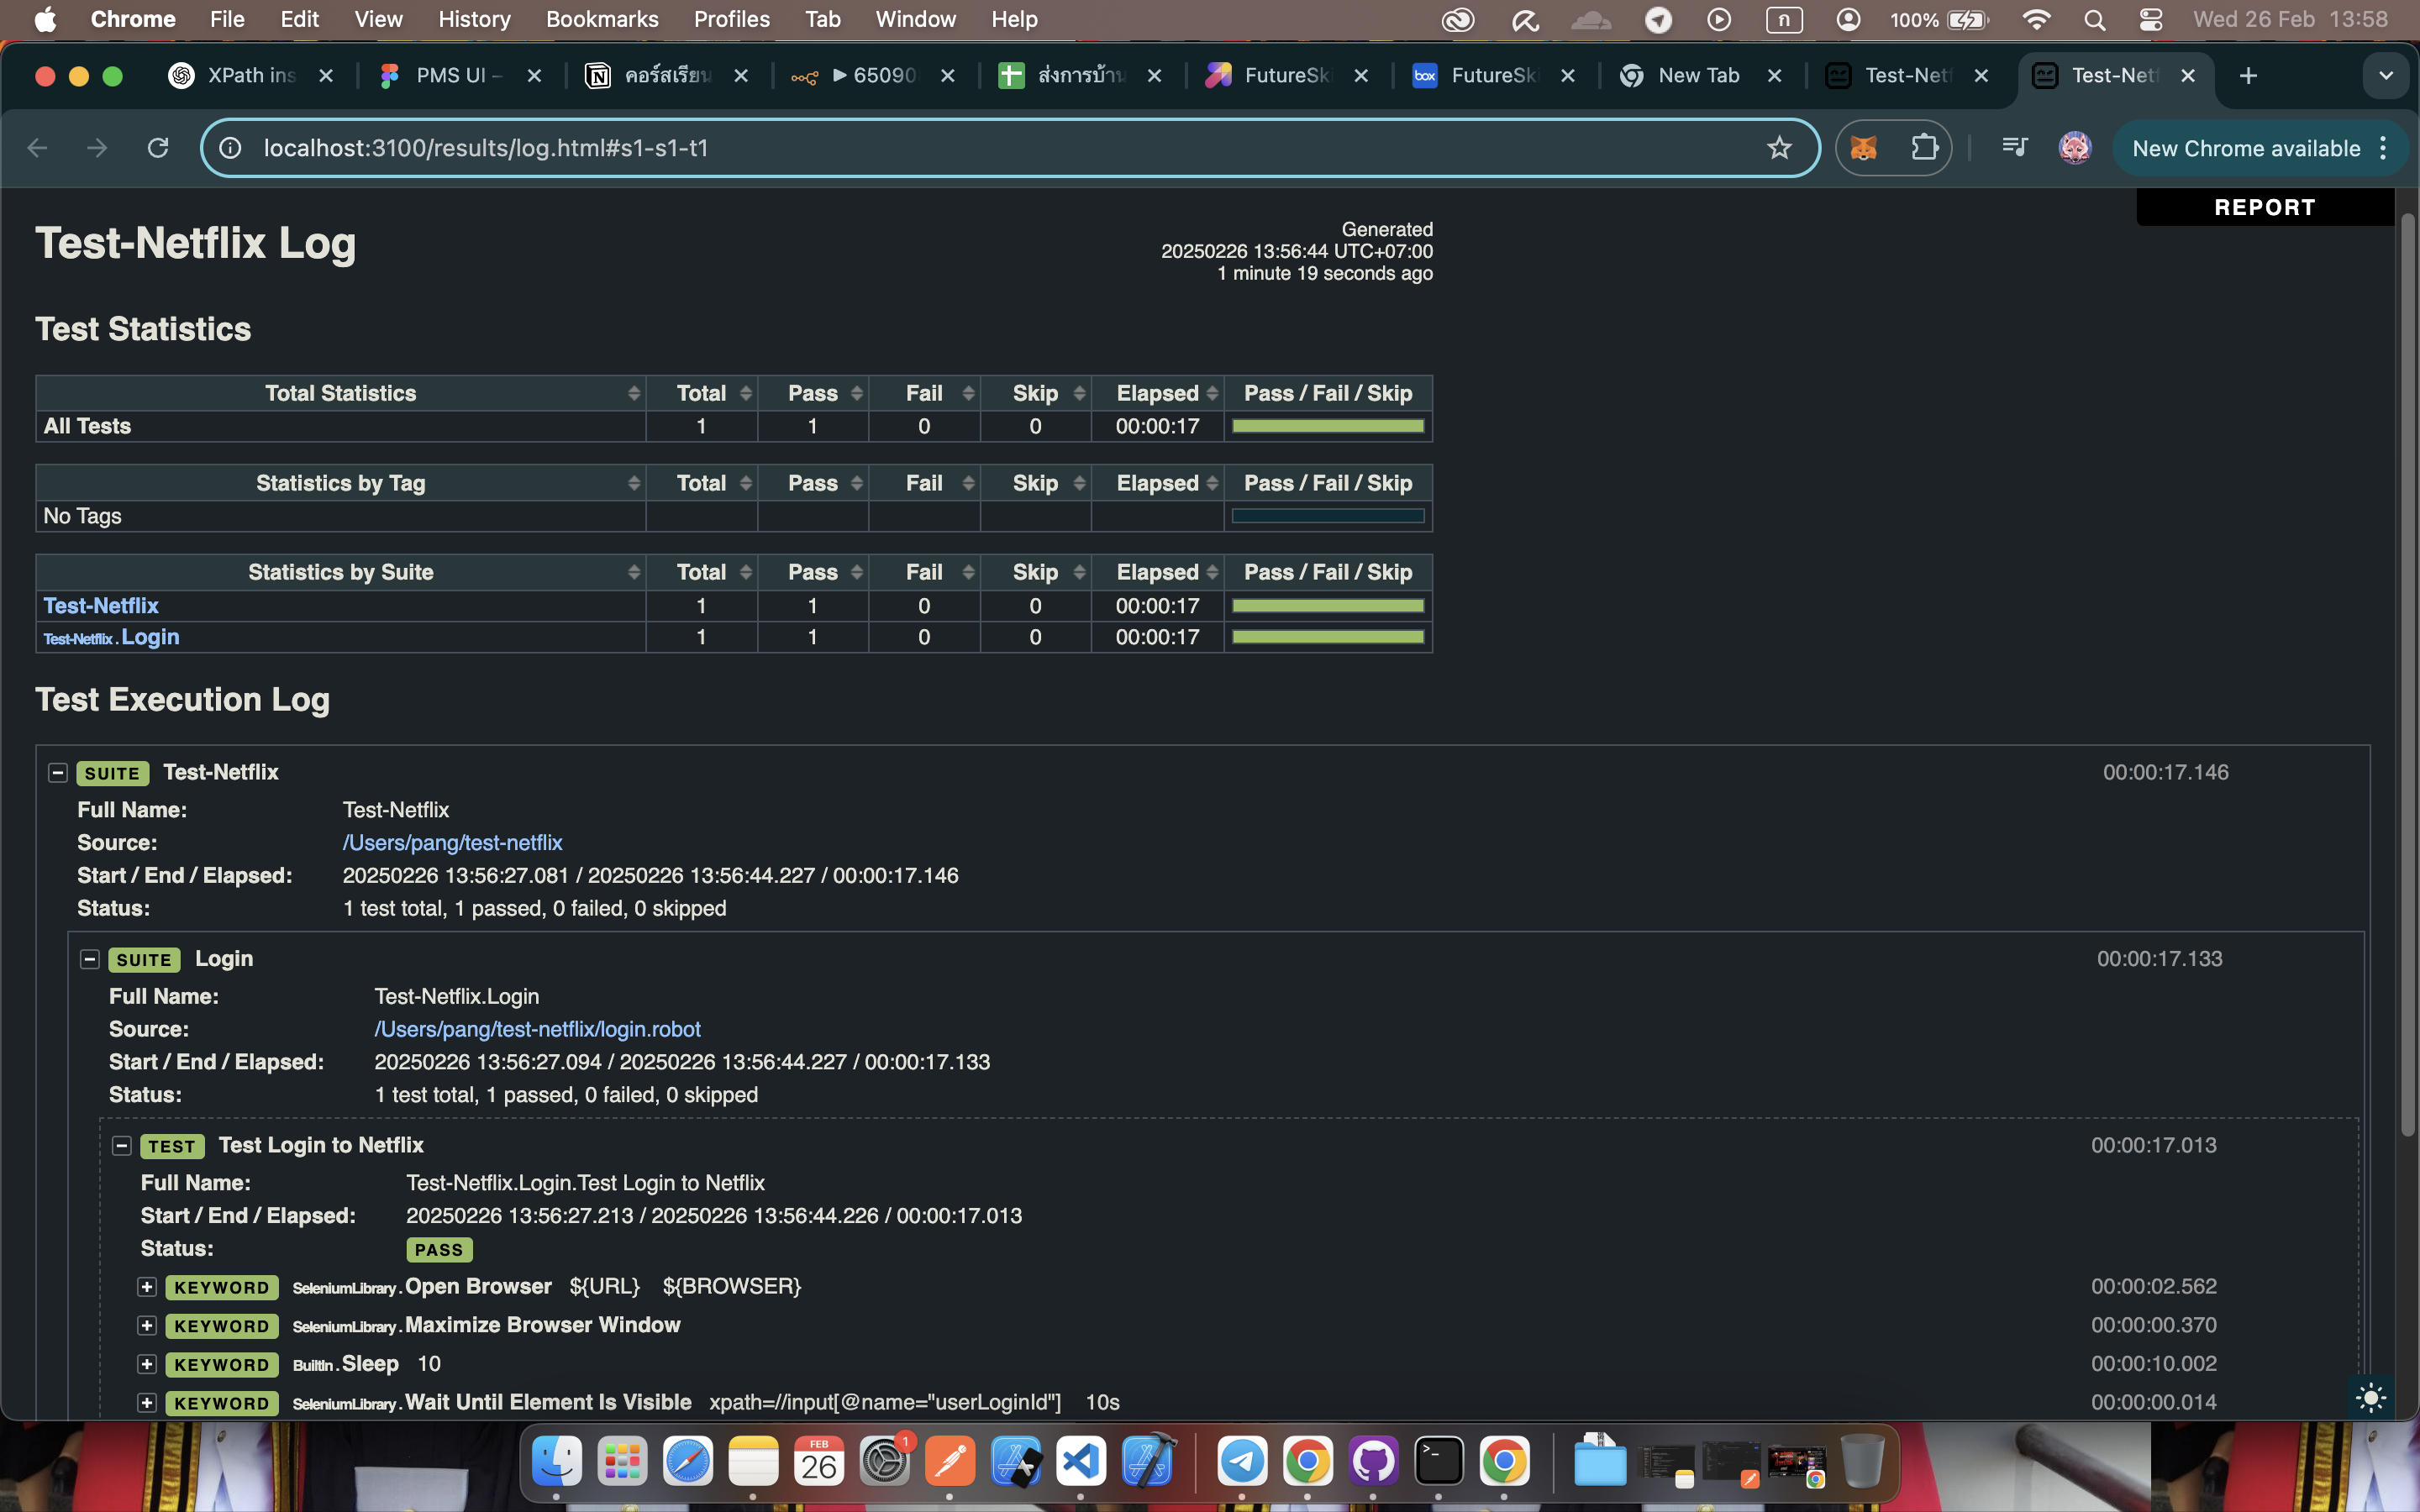 Chrome File Edit View History Bookmarks Profiles Tab Window Help ก 100% Wed 26 Feb 13:58
XPath ins PMS UI – คอร์สเรียน ▶ 65090 ส่งการบ้าน FutureSk box FutureSk New Tab Test-Netf Test-Netf
localhost:3100/results/log.html#s1-s1-t1 New Chrome available
REPORT
Test-Netflix Log
Generated
20250226 13:56:44 UTC+07:00
1 minute 19 seconds ago
Test Statistics
Total Statistics Total Pass Fail Skip Elapsed Pass / Fail / Skip
All Tests 1 1 0 0 00:00:17
Statistics by Tag Total Pass Fail Skip Elapsed Pass / Fail / Skip
No Tags
Statistics by Suite Total Pass Fail Skip Elapsed Pass / Fail / Skip
Test-Netflix 1 1 0 0 00:00:17
Test-Netflix . Login 1 1 0 0 00:00:17
Test Execution Log
SUITE Test-Netflix 00:00:17.146
Full Name: Test-Netflix
Source: /Users/pang/test-netflix
Start / End / Elapsed: 20250226 13:56:27.081 / 20250226 13:56:44.227 / 00:00:17.146
Status: 1 test total, 1 passed, 0 failed, 0 skipped
SUITE Login 00:00:17.133
Full Name: Test-Netflix.Login
Source: /Users/pang/test-netflix/login.robot
Start / End / Elapsed: 20250226 13:56:27.094 / 20250226 13:56:44.227 / 00:00:17.133
Status: 1 test total, 1 passed, 0 failed, 0 skipped
TEST Test Login to Netflix 00:00:17.013
Full Name: Test-Netflix.Login.Test Login to Netflix
Start / End / Elapsed: 20250226 13:56:27.213 / 20250226 13:56:44.226 / 00:00:17.013
Status: PASS
KEYWORD SeleniumLibrary . Open Browser ${URL} ${BROWSER} 00:00:02.562
KEYWORD SeleniumLibrary . Maximize Browser Window 00:00:00.370
KEYWORD BuiltIn . Sleep 10 00:00:10.002
KEYWORD SeleniumLibrary . Wait Until Element Is Visible xpath=//input[@name="userLoginId"] 10s 00:00:00.014
FEB
26
1